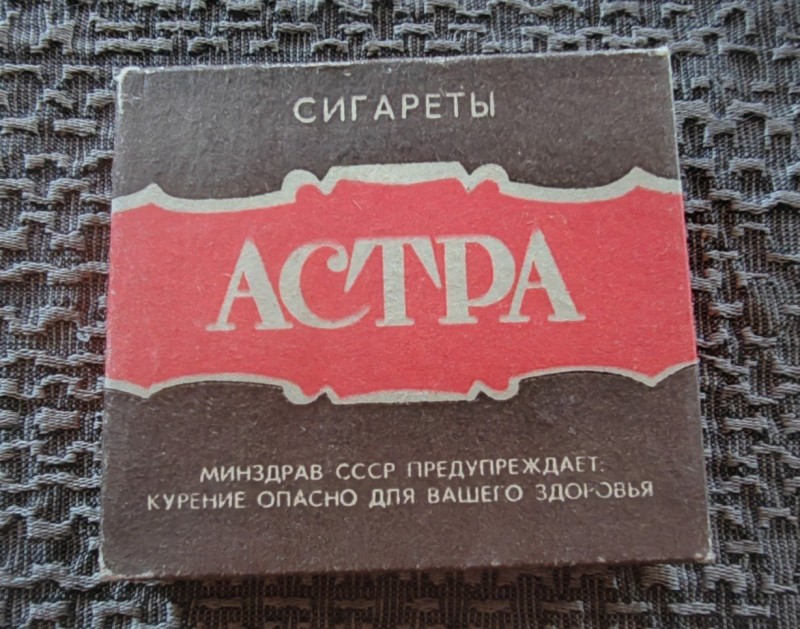 СИГАРЕТЫ
АСТРА
МИНЗДРАВ СССР ПРЕДУПРЕЖДАЕТ:
КУРЕНИЕ ОПАСНО ДЛЯ ВАШЕГО ЗДОРОВЬЯ